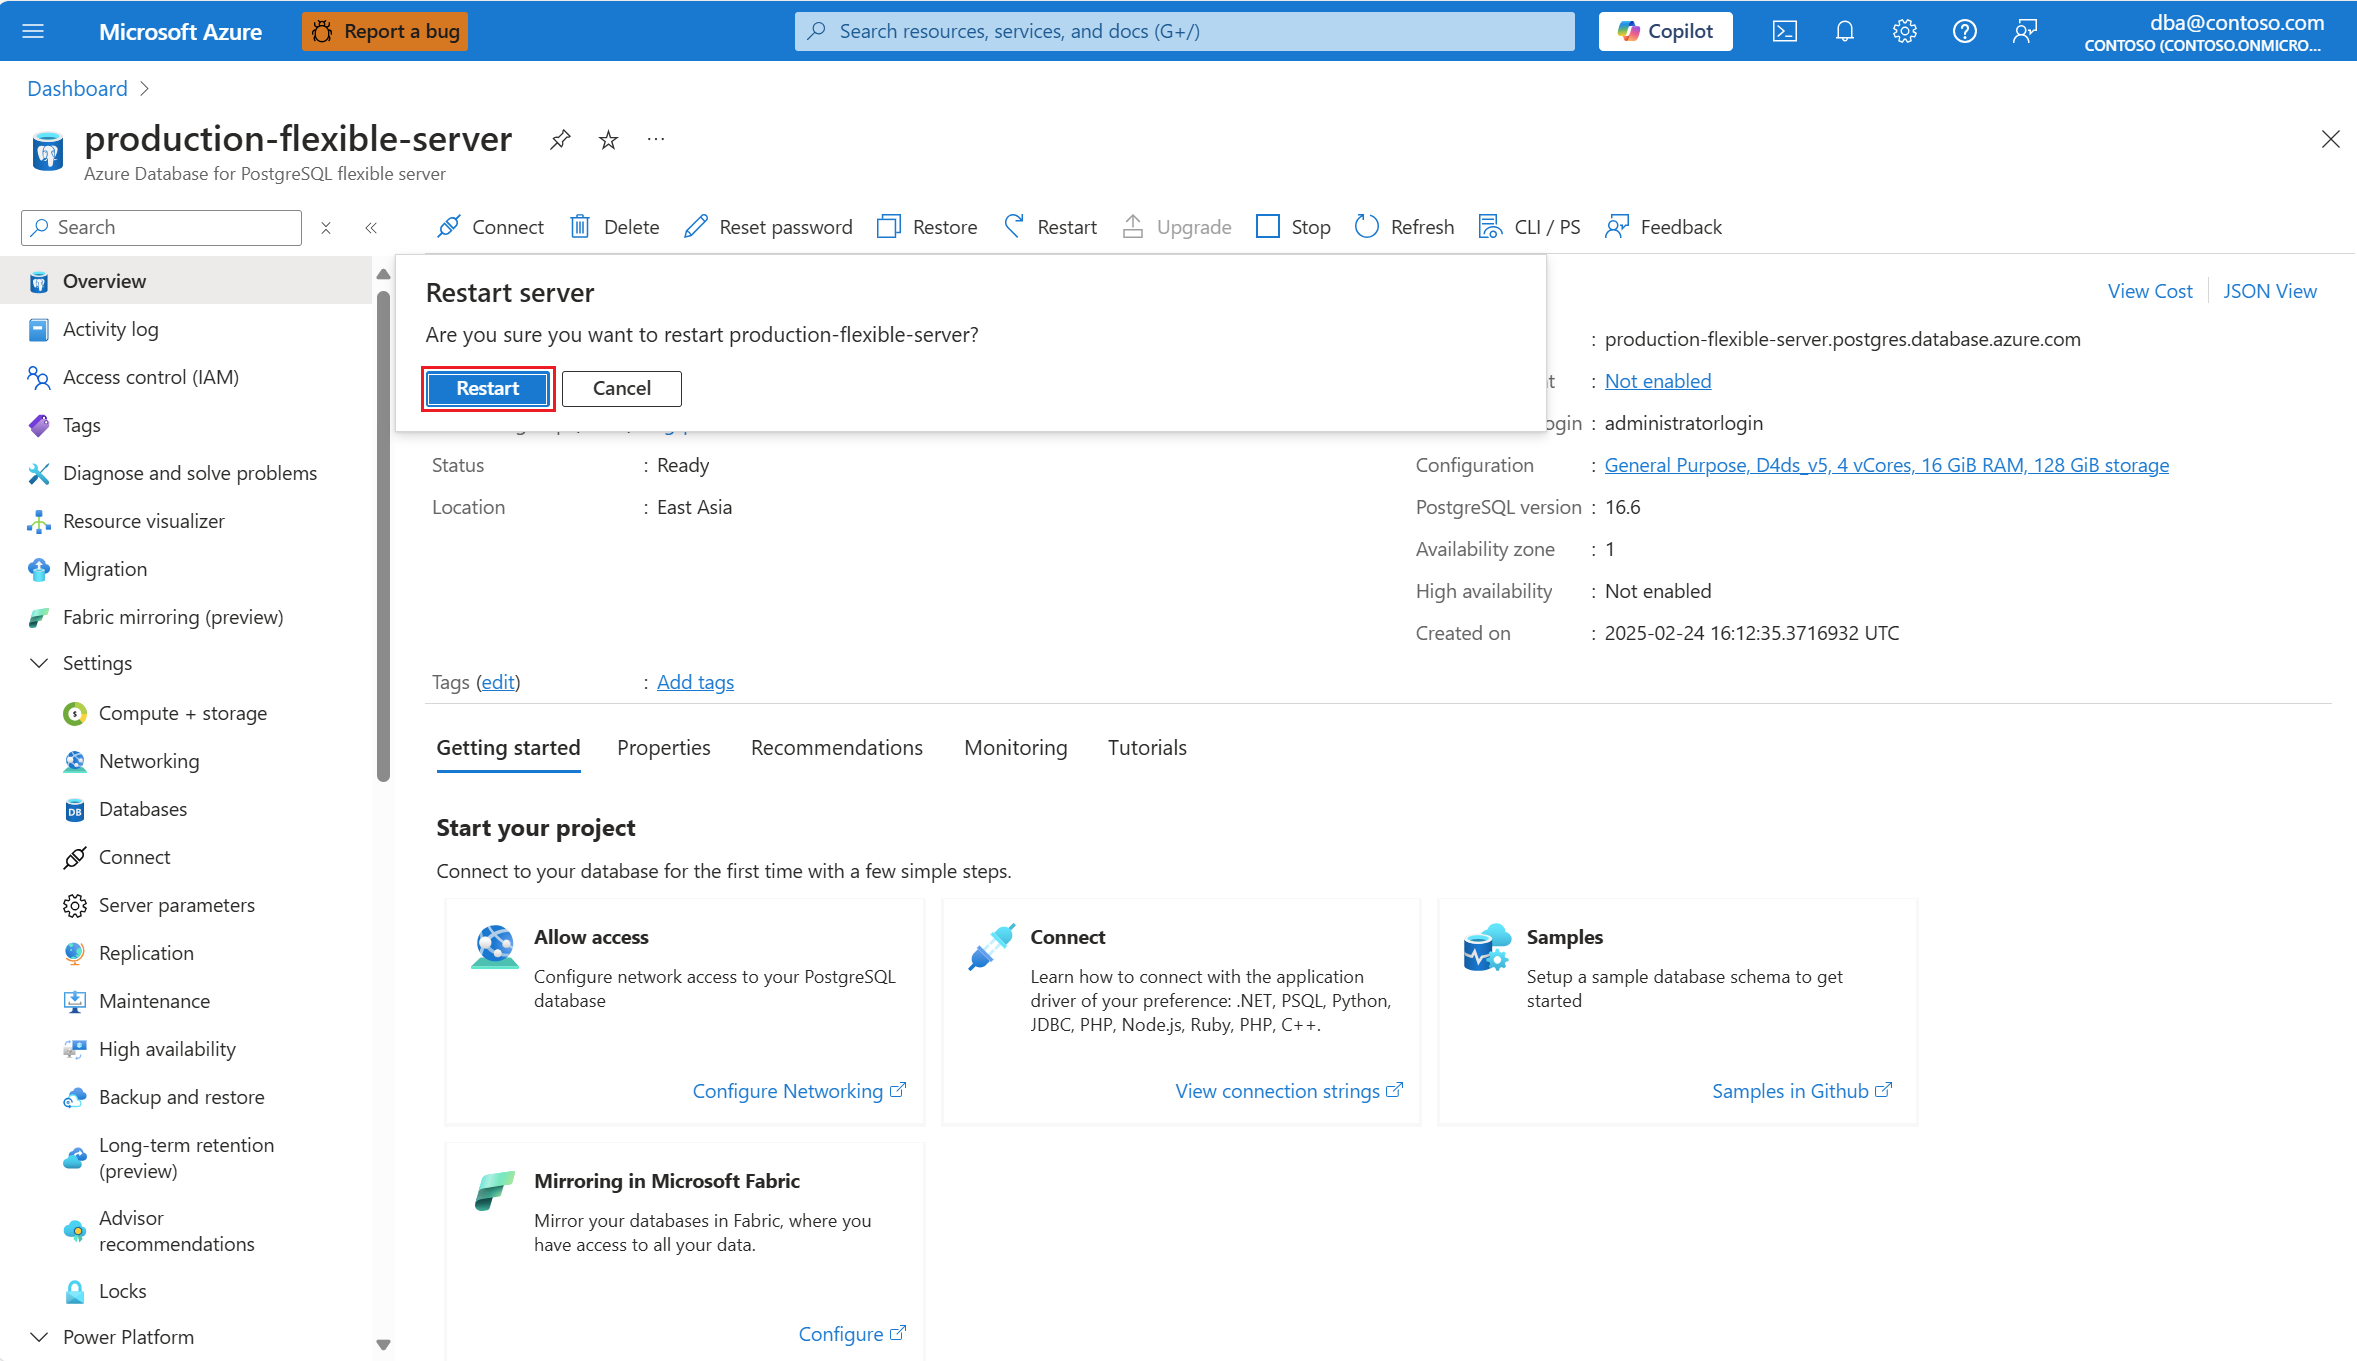 Microsoft Azure
Report a bug
Search resources, services, and docs (G+/)
Copilot
dba@contoso.com
CONTOSO (CONTOSO.ONMICRO...
Dashboard
production-flexible-server
Azure Database for PostgreSQL flexible server
Search
Connect
Delete
Reset password
Restore
Restart
Upgrade
Stop
Refresh
CLI / PS
Feedback
Overview
Activity log
Access control (IAM)
Tags
Diagnose and solve problems
Resource visualizer
Migration
Fabric mirroring (preview)
Settings
Compute + storage
Networking
Databases
Connect
Server parameters
Replication
Maintenance
High availability
Backup and restore
Long-term retention
(preview)
Advisor
recommendations
Locks
Power Platform
Restart server
Are you sure you want to restart production-flexible-server?
Restart
Cancel
View Cost
JSON View
: production-flexible-server.postgres.database.azure.com
: Not enabled
: administratorlogin
Status : Ready
Location : East Asia
Configuration : General Purpose, D4ds_v5, 4 vCores, 16 GiB RAM, 128 GiB storage
PostgreSQL version : 16.6
Availability zone : 1
High availability : Not enabled
Created on : 2025-02-24 16:12:35.3716932 UTC
Tags (edit) : Add tags
Getting started
Properties
Recommendations
Monitoring
Tutorials
Start your project
Connect to your database for the first time with a few simple steps.
Allow access
Configure network access to your PostgreSQL
database
Configure Networking
Connect
Learn how to connect with the application
driver of your preference: .NET, PSQL, Python,
JDBC, PHP, Node.js, Ruby, PHP, C++.
View connection strings
Samples
Setup a sample database schema to get
started
Samples in Github
Mirroring in Microsoft Fabric
Mirror your databases in Fabric, where you
have access to all your data.
Configure